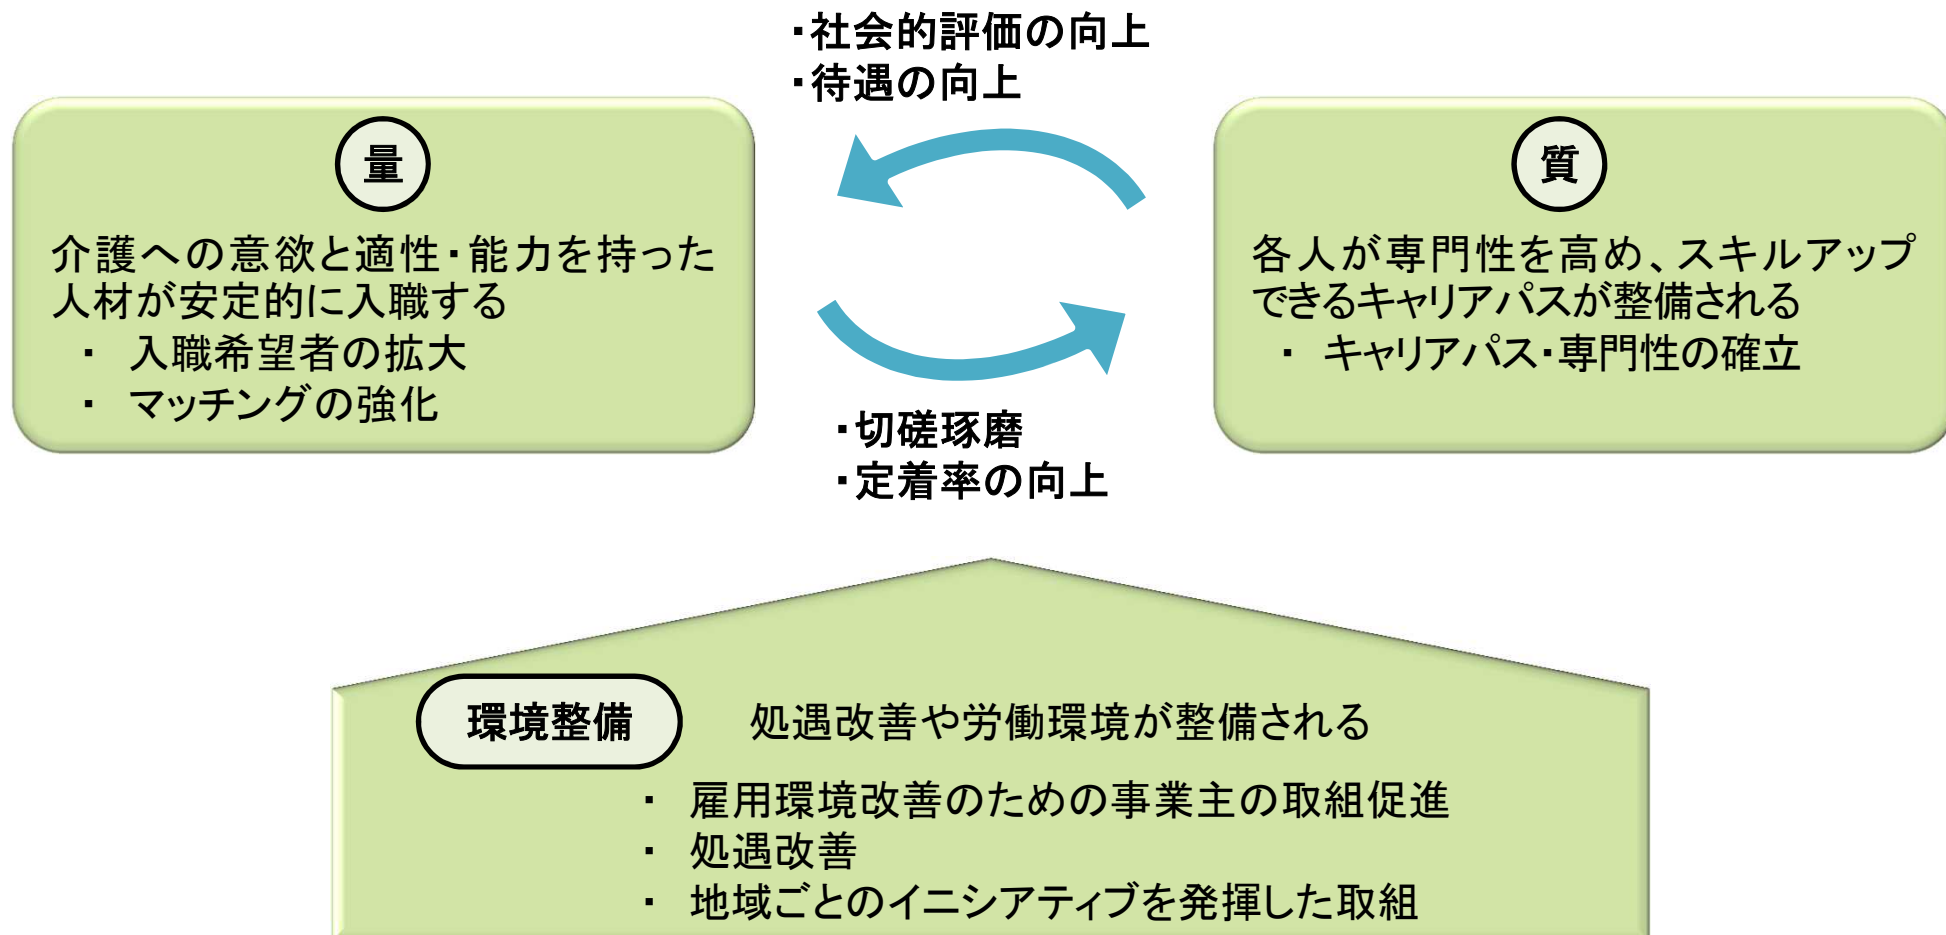 ・社会的評価の向上
・待遇の向上
量
介護への意欲と適性・能力を持った
人材が安定的に入職する
・ 入職希望者の拡大
・ マッチングの強化
質
各人が専門性を高め、スキルアップ
できるキャリアパスが整備される
・ キャリアパス・専門性の確立
・切磋琢磨
・定着率の向上
環境整備 処遇改善や労働環境が整備される
・ 雇用環境改善のための事業主の取組促進
・ 処遇改善
・ 地域ごとのイニシアティブを発揮した取組